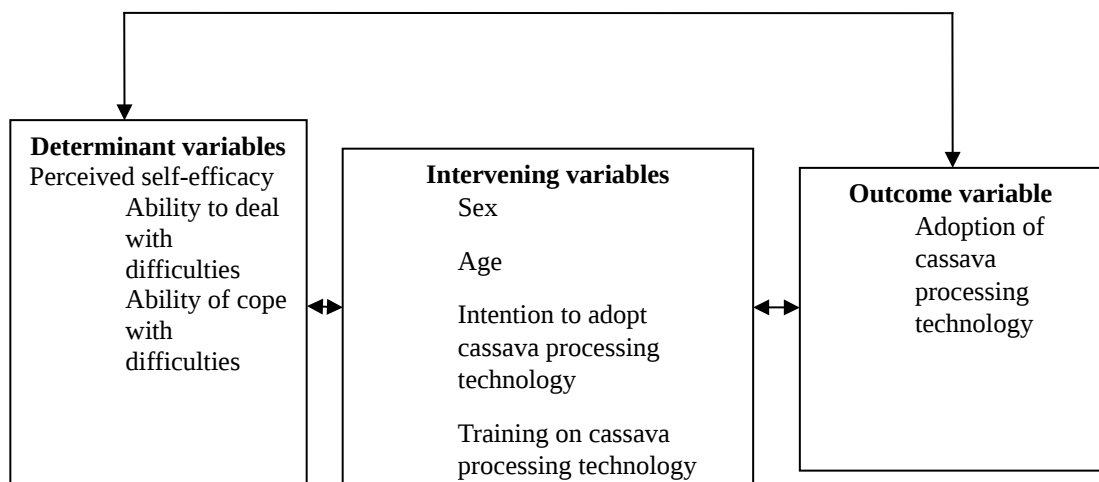 Determinant variables
Perceived self-efficacy
Ability to deal
with
difficulties
Ability of cope
with
difficulties
Intervening variables
Sex
Age
Intention to adopt
cassava processing
technology
Training on cassava
processing technology
Outcome variable
Adoption of
cassava
processing
technology